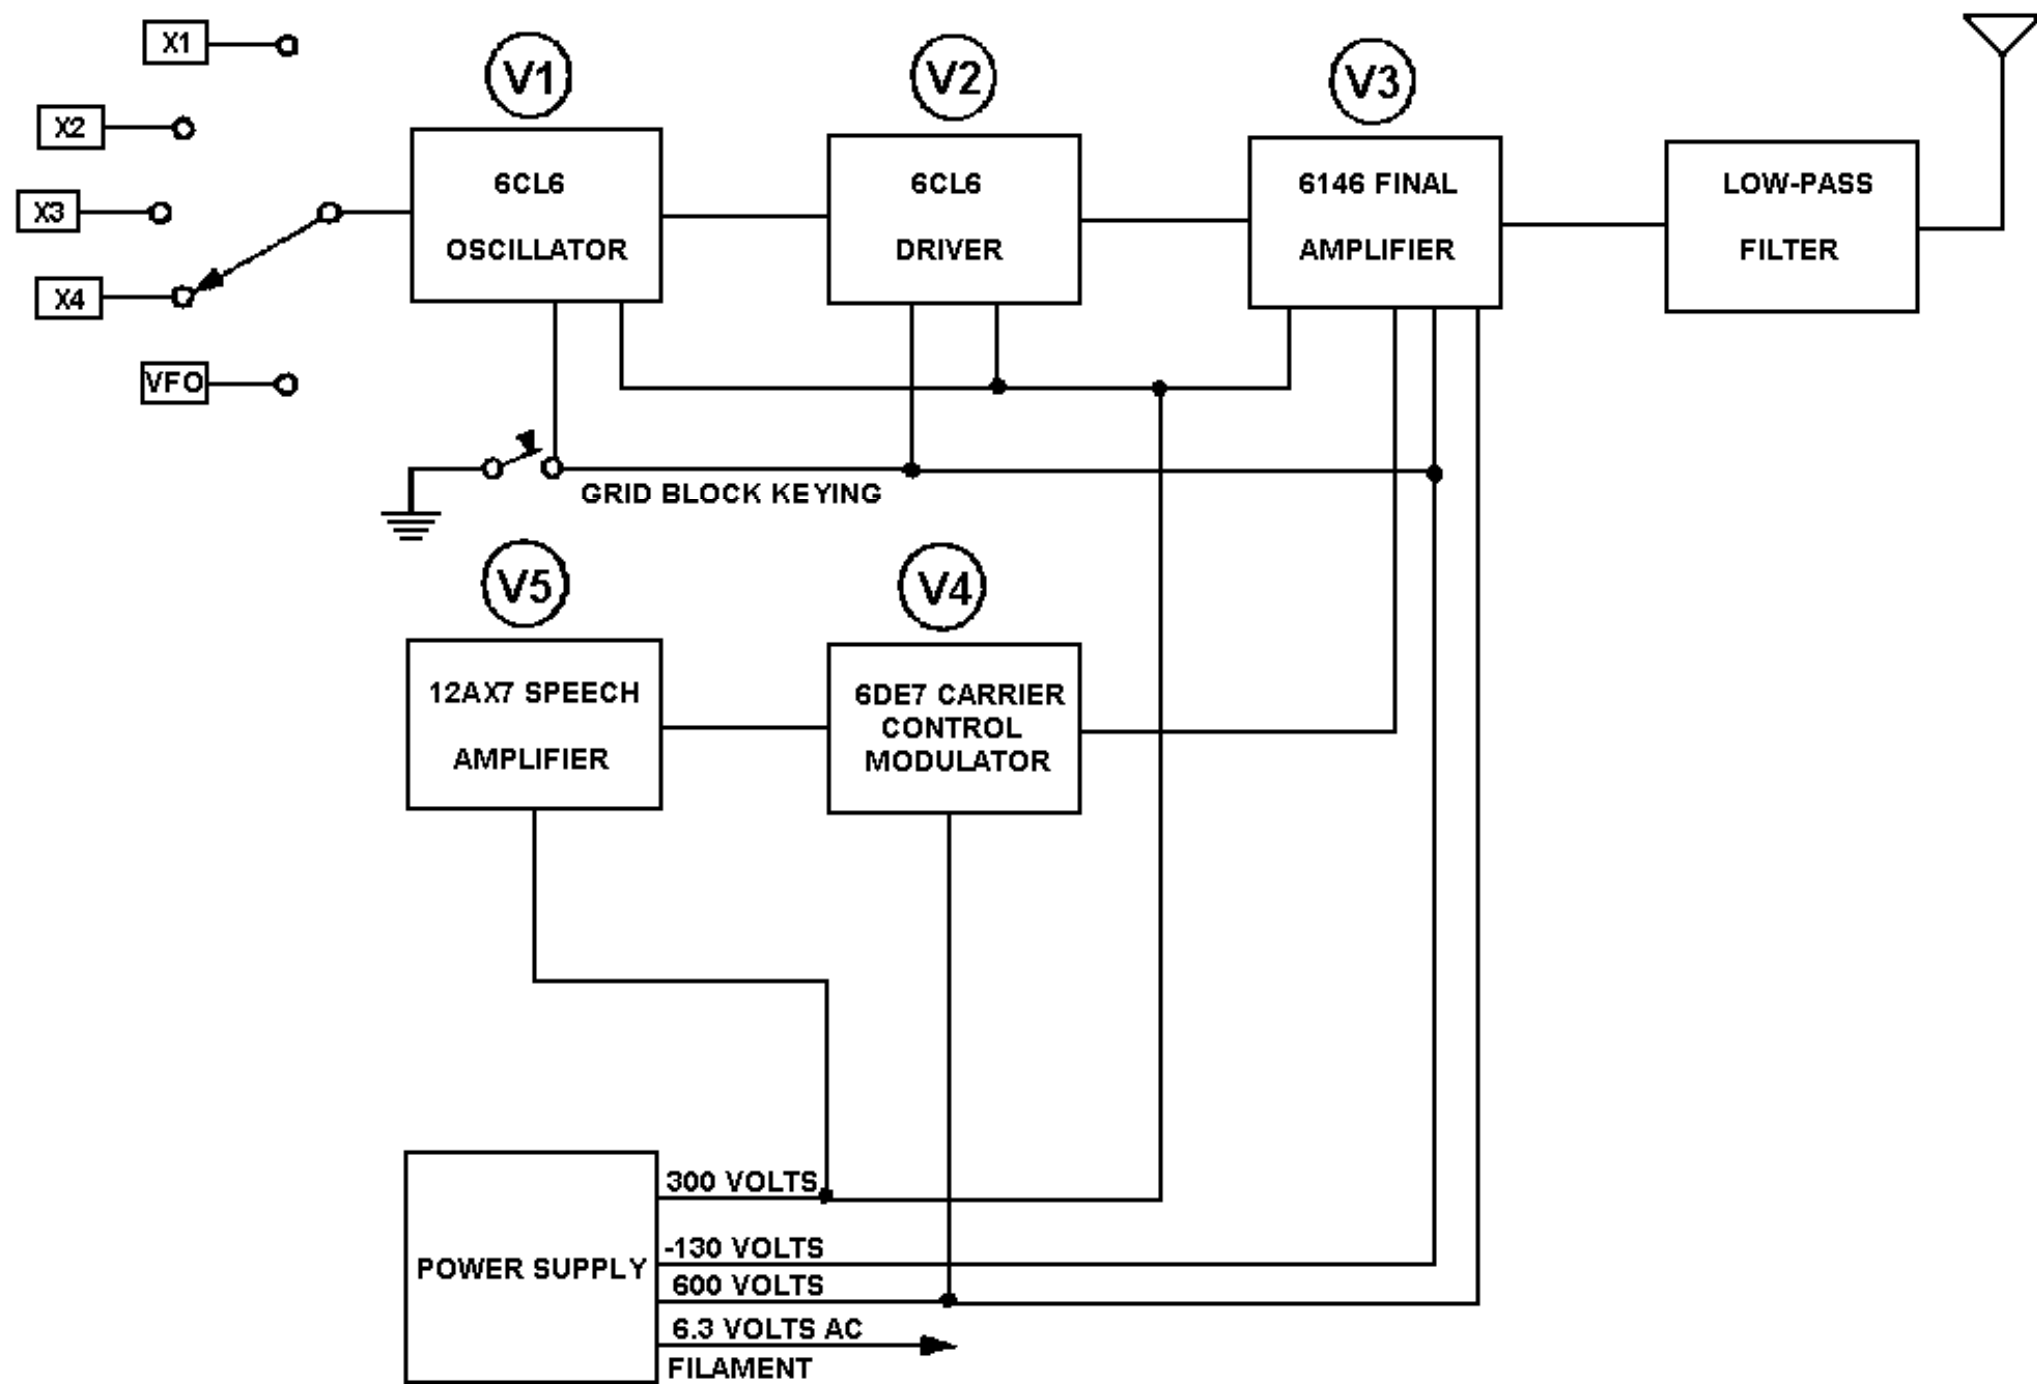 X1
X2
X3
X4
VFO
V1
6CL6
OSCILLATOR
V2
6CL6
DRIVER
V3
6146 FINAL
AMPLIFIER
LOW-PASS
FILTER
GRID BLOCK KEYING
V5
12AX7 SPEECH
AMPLIFIER
V4
6DE7 CARRIER
CONTROL
MODULATOR
POWER SUPPLY
300 VOLTS
-130 VOLTS
600 VOLTS
6.3 VOLTS AC
FILAMENT